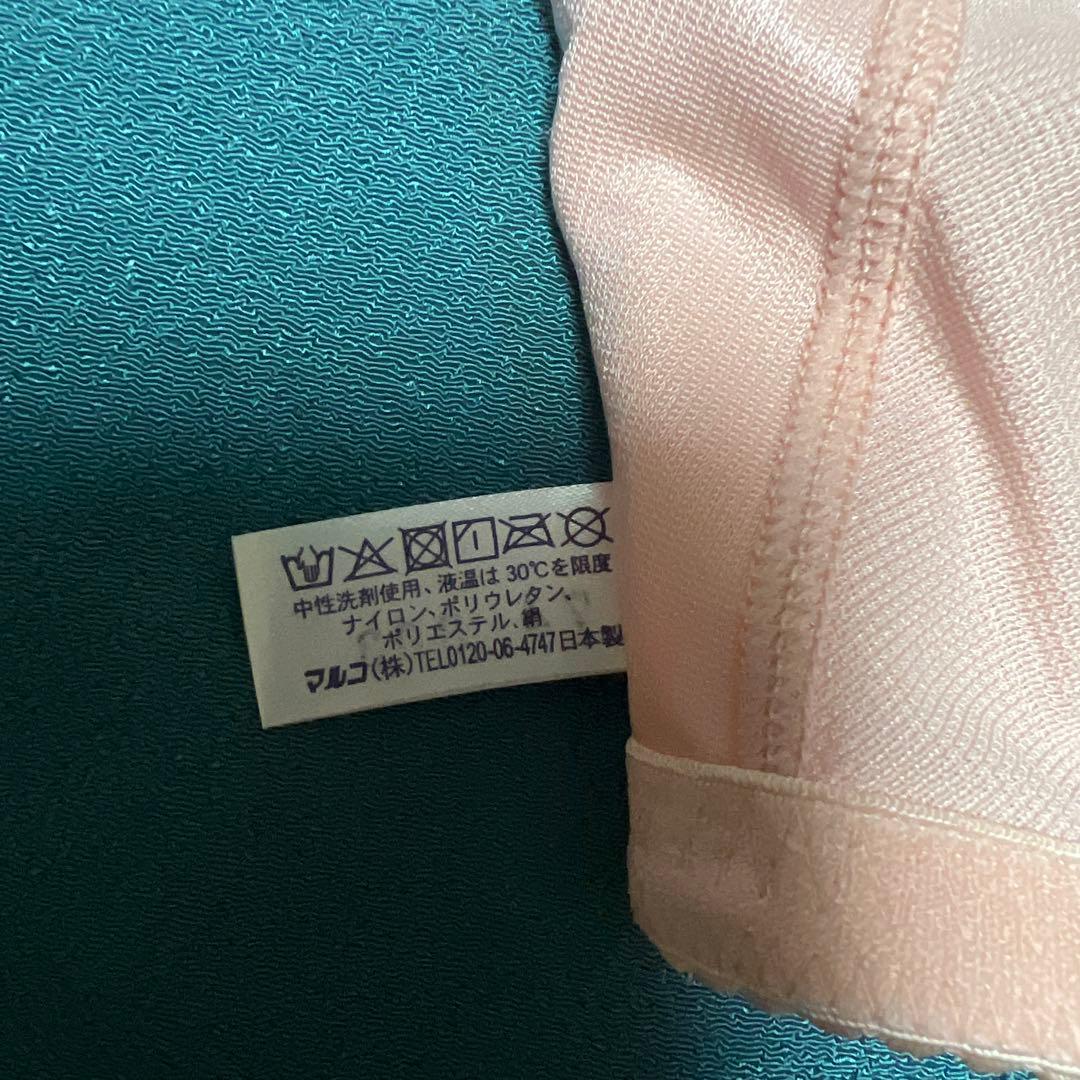 中性洗剤使用、液温は30℃を限度
ナイロン、ポリウレタン、
ポリエステル、絹
マルコ(株)TEL0120-06-4747日本製